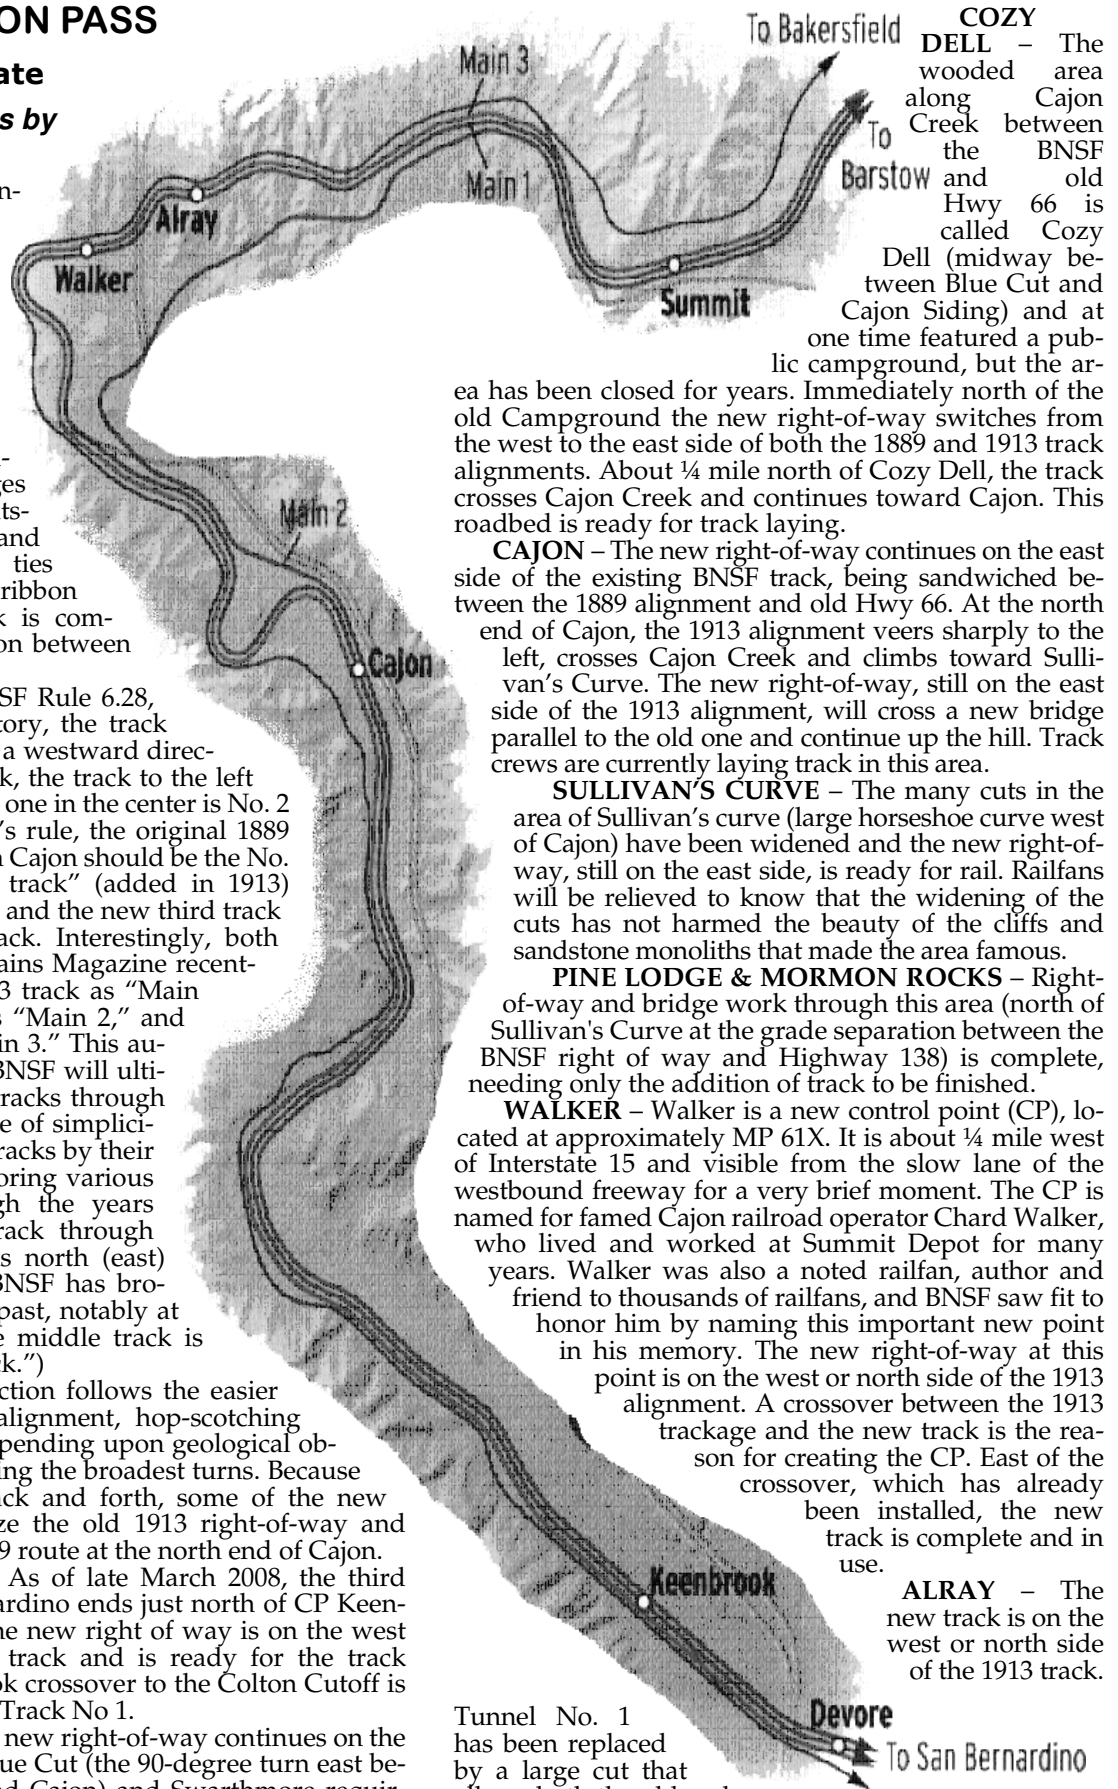 ON PASS
ate
s by
n-
-
ges
ts-
and
ties
ribbon
k is com-
on between
SF Rule 6.28,
tory, the track
a westward direc-
k, the track to the left
one in the center is No. 2
's rule, the original 1889
n Cajon should be the No.
track” (added in 1913)
and the new third track
ack. Interestingly, both
ains Magazine recent-
3 track as “Main
s “Main 2,” and
in 3.” This au-
BNSF will ulti-
racks through
e of simplici-
racks by their
oring various
gh the years
rack through
s north (east)
BNSF has bro-
past, notably at
e middle track is
k.”)
ction follows the easier
alignment, hop-scotching
pending upon geological ob-
ing the broadest turns. Because
ack and forth, some of the new
ze the old 1913 right-of-way and
9 route at the north end of Cajon.
As of late March 2008, the third
ardino ends just north of CP Keen-
he new right of way is on the west
track and is ready for the track
ok crossover to the Colton Cutoff is
Track No 1.
new right-of-way continues on the
ue Cut (the 90-degree turn east be-
nd Cajon) and Swarthmore requir-
To Bakersfield
Main 3
To
Barstow
Main 1
Alray
Walker
Summit
Main 2
Cajon
Keenbrook
Devore
To San Bernardino
COZY
DELL – The
wooded area
along Cajon
Creek between
the BNSF
and old
Hwy 66 is
called Cozy
Dell (midway be-
tween Blue Cut and
Cajon Siding) and at
one time featured a pub-
lic campground, but the ar-
ea has been closed for years. Immediately north of the
old Campground the new right-of-way switches from
the west to the east side of both the 1889 and 1913 track
alignments. About ¼ mile north of Cozy Dell, the track
crosses Cajon Creek and continues toward Cajon. This
roadbed is ready for track laying.
CAJON – The new right-of-way continues on the east
side of the existing BNSF track, being sandwiched be-
tween the 1889 alignment and old Hwy 66. At the north
end of Cajon, the 1913 alignment veers sharply to the
left, crosses Cajon Creek and climbs toward Sulli-
van’s Curve. The new right-of-way, still on the east
side of the 1913 alignment, will cross a new bridge
parallel to the old one and continue up the hill. Track
crews are currently laying track in this area.
SULLIVAN’S CURVE – The many cuts in the
area of Sullivan’s curve (large horseshoe curve west
of Cajon) have been widened and the new right-of-
way, still on the east side, is ready for rail. Railfans
will be relieved to know that the widening of the
cuts has not harmed the beauty of the cliffs and
sandstone monoliths that made the area famous.
PINE LODGE & MORMON ROCKS – Right-
of-way and bridge work through this area (north of
Sullivan's Curve at the grade separation between the
BNSF right of way and Highway 138) is complete,
needing only the addition of track to be finished.
WALKER – Walker is a new control point (CP), lo-
cated at approximately MP 61X. It is about ¼ mile west
of Interstate 15 and visible from the slow lane of the
westbound freeway for a very brief moment. The CP is
named for famed Cajon railroad operator Chard Walker,
who lived and worked at Summit Depot for many
years. Walker was also a noted railfan, author and
friend to thousands of railfans, and BNSF saw fit to
honor him by naming this important new point
in his memory. The new right-of-way at this
point is on the west or north side of the 1913
alignment. A crossover between the 1913
trackage and the new track is the rea-
son for creating the CP. East of the
crossover, which has already
been installed, the new
track is complete and in
use.
ALRAY – The
new track is on the
west or north side
of the 1913 track.
Tunnel No. 1
has been replaced
by a large cut that